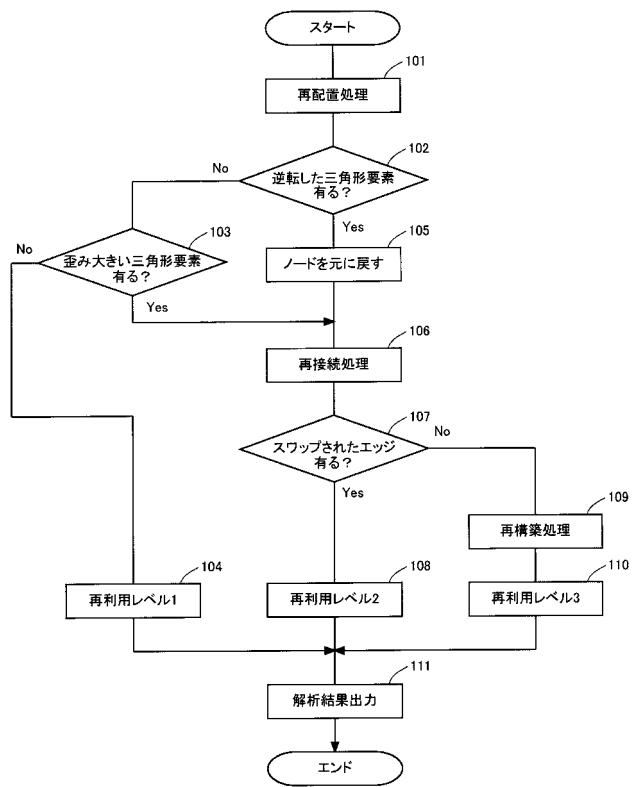 スタート
101
再配置処理
102
逆転した三角形要素
有る?
No
Yes
103
歪み大きい三角形要素
有る?
No
Yes
105
ノードを元に戻す
106
再接続処理
107
スワップされたエッジ
有る?
No
Yes
109
再構築処理
104
再利用レベル1
108
再利用レベル2
110
再利用レベル3
111
解析結果出力
エンド